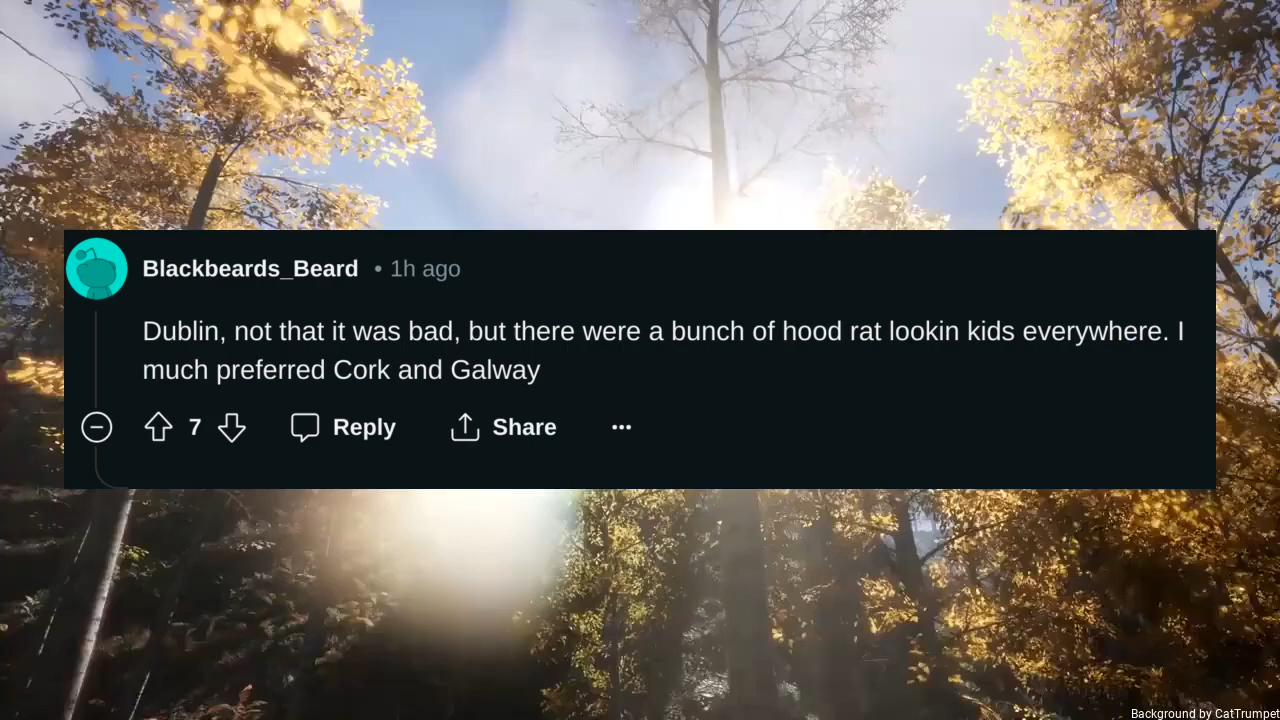 Blackbeards_Beard • 1h ago
Dublin, not that it was bad, but there were a bunch of hood rat lookin kids everywhere. I
much preferred Cork and Galway
7 Reply Share ...
Background by CatTrumpet